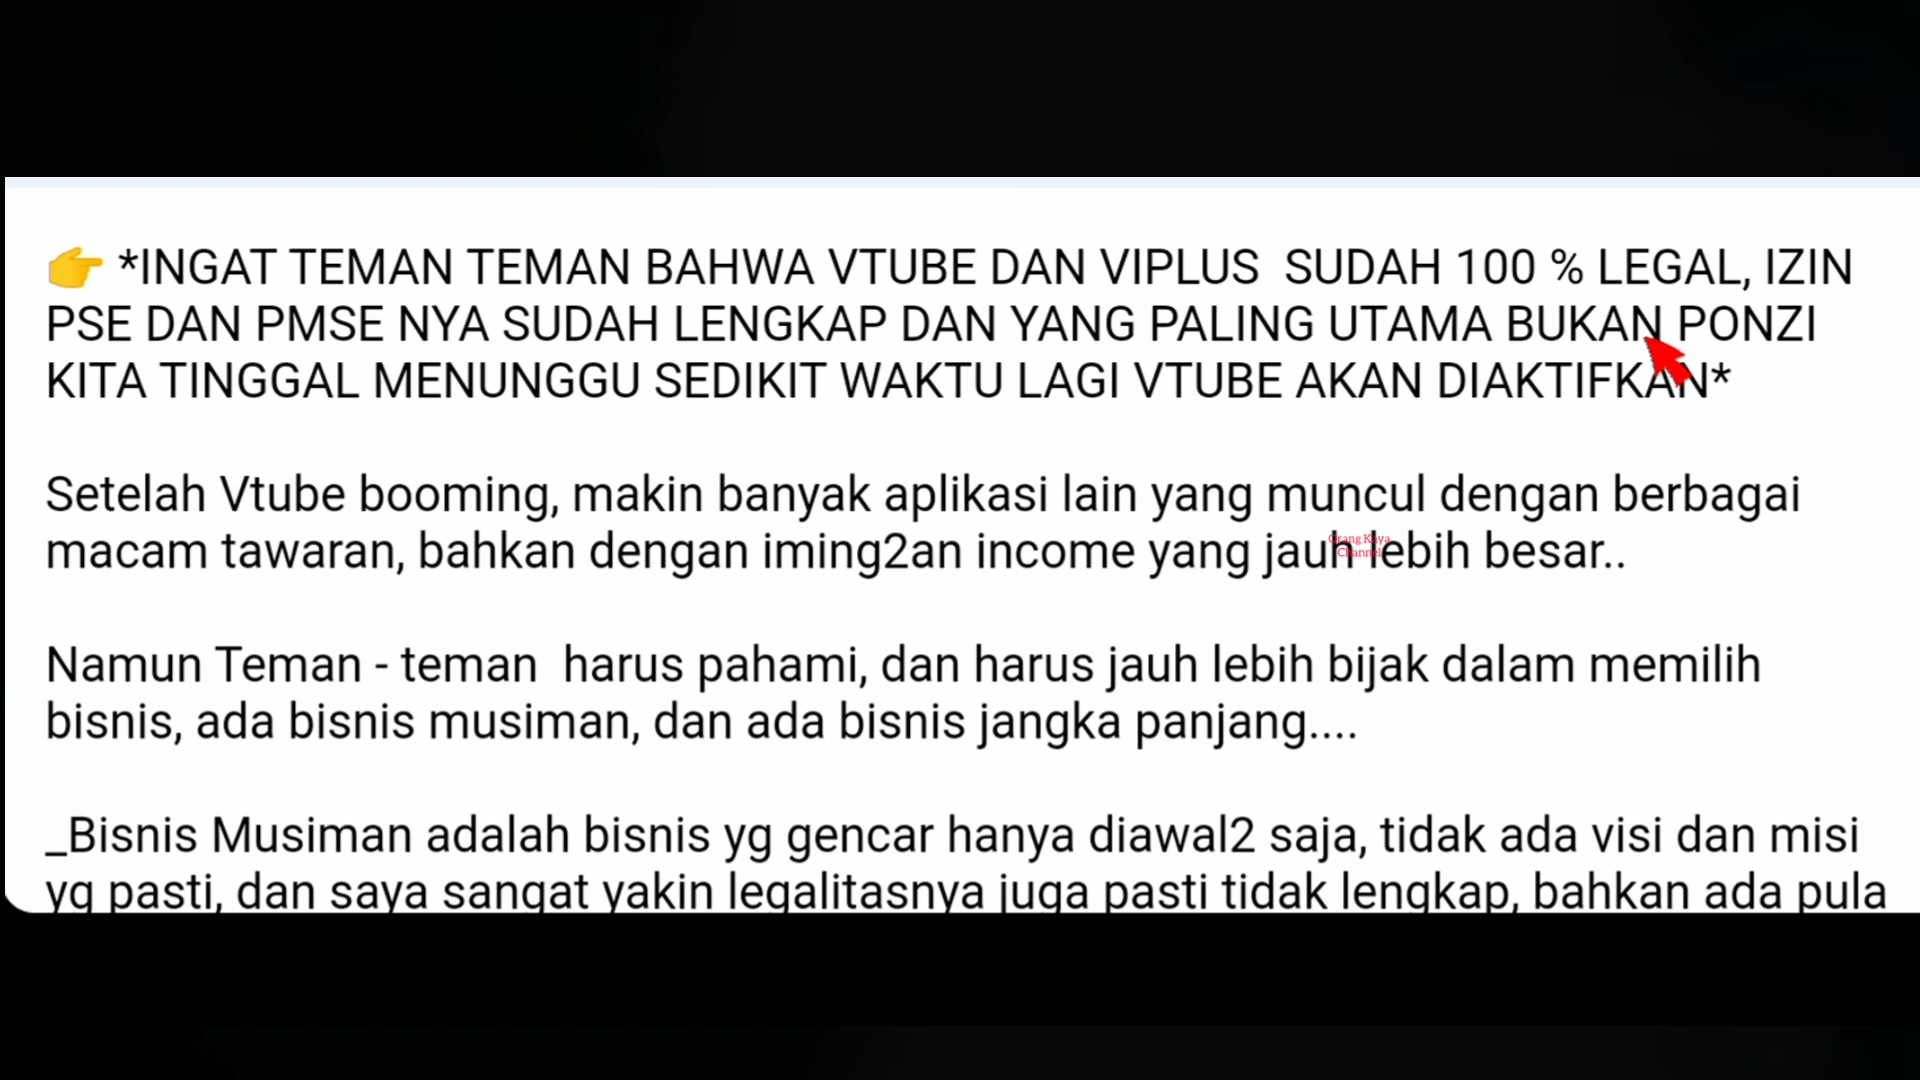 👉 *INGAT TEMAN TEMAN BAHWA VTUBE DAN VIPLUS  SUDAH 100 % LEGAL, IZIN
PSE DAN PMSE NYA SUDAH LENGKAP DAN YANG PALING UTAMA BUKAN PONZI
KITA TINGGAL MENUNGGU SEDIKIT WAKTU LAGI VTUBE AKAN DIAKTIFKAN*
Setelah Vtube booming, makin banyak aplikasi lain yang muncul dengan berbagai
macam tawaran, bahkan dengan iming2an income yang jauh lebih besar..
Orang Kaya
Channel
Namun Teman - teman  harus pahami, dan harus jauh lebih bijak dalam memilih
bisnis, ada bisnis musiman, dan ada bisnis jangka panjang....
_Bisnis Musiman adalah bisnis yg gencar hanya diawal2 saja, tidak ada visi dan misi
yg pasti, dan saya sangat yakin legalitasnya juga pasti tidak lengkap, bahkan ada pula